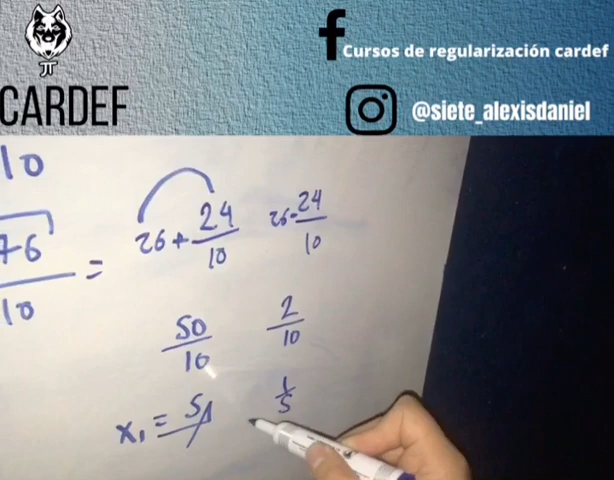 Cursos de regularización cardef
CARDEF
@siete_alexisdaniel
10
76
10
=
26 + 24
10
26 - 24
10
50
10
2
10
x₁ = 5
1
5